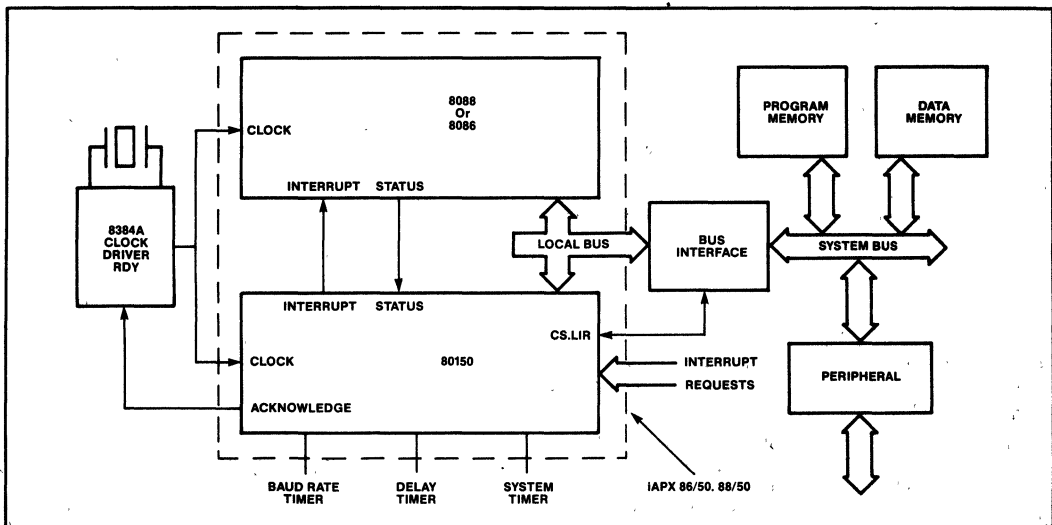 8088
Or
8086
CLOCK
INTERRUPT STATUS
8384A
CLOCK
DRIVER
RDY
PROGRAM
MEMORY
DATA
MEMORY
LOCAL BUS
BUS
INTERFACE
SYSTEM BUS
INTERRUPT STATUS
CS.LIR
CLOCK
80150
ACKNOWLEDGE
INTERRUPT
REQUESTS
PERIPHERAL
BAUD RATE
TIMER
DELAY
TIMER
SYSTEM
TIMER
iAPX 86/50. 88/50